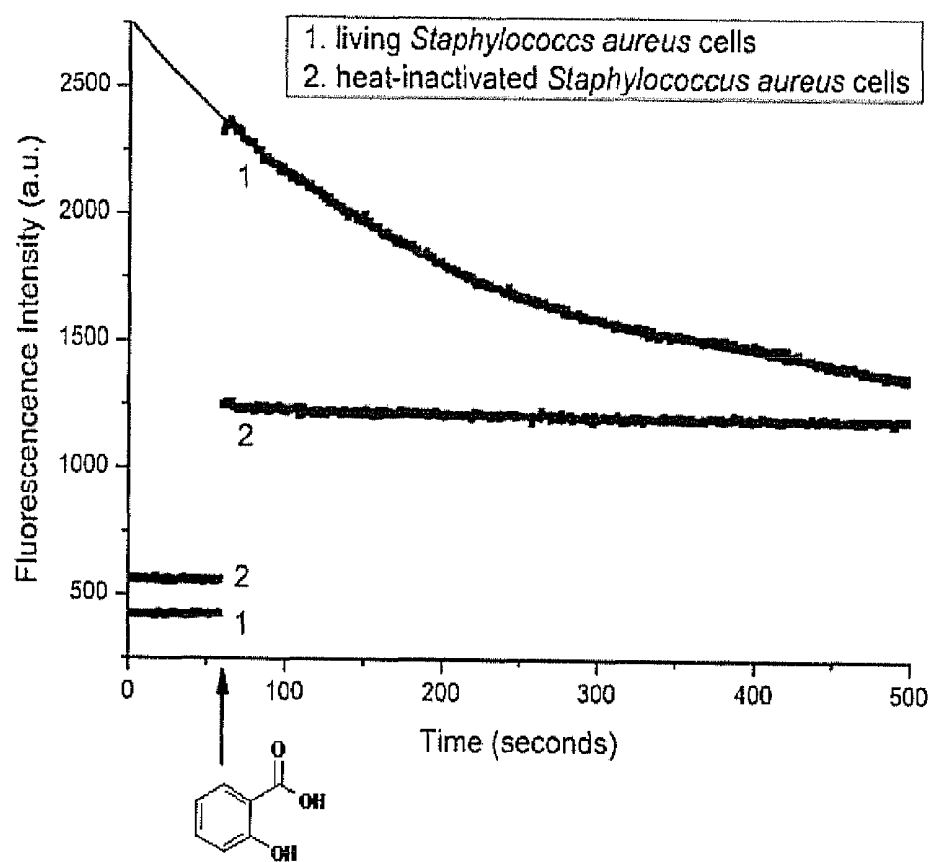 1. living Staphylococcs aureus cells
2. heat-inactivated Staphylococcus aureus cells
Fluorescence Intensity (a.u.)
2500
2000
1500
1000
500
1
2
2
1
0 100 200 300 400 500
Time (seconds)
O
OH
OH